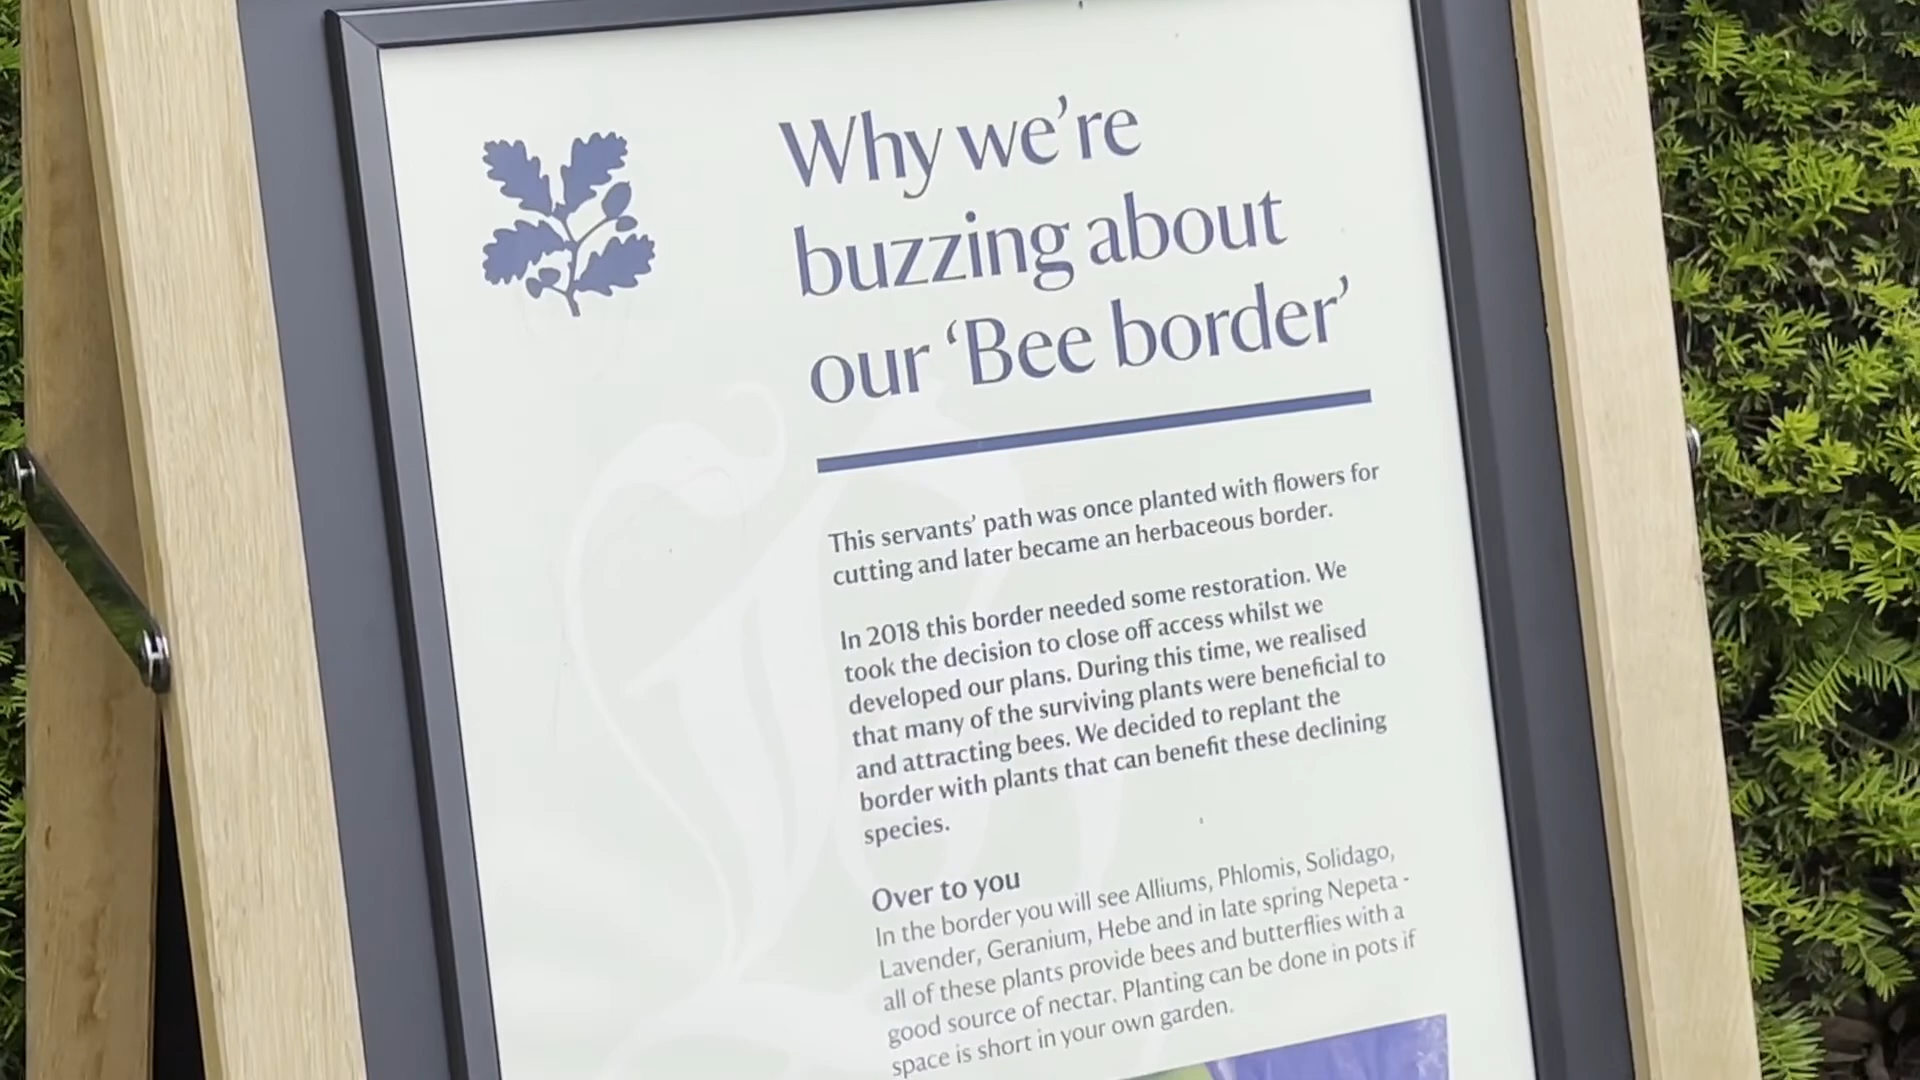 Why we’re
buzzing about
our ‘Bee border’
This servants’ path was once planted with flowers for
cutting and later became an herbaceous border.
In 2018 this border needed some restoration. We
took the decision to close off access whilst we
developed our plans. During this time, we realised
that many of the surviving plants were beneficial to
and attracting bees. We decided to replant the
border with plants that can benefit these declining
species.
Over to you
In the border you will see Alliums, Phlomis, Solidago,
Lavender, Geranium, Hebe and in late spring Nepeta -
all of these plants provide bees and butterflies with a
good source of nectar. Planting can be done in pots if
space is short in your own garden.